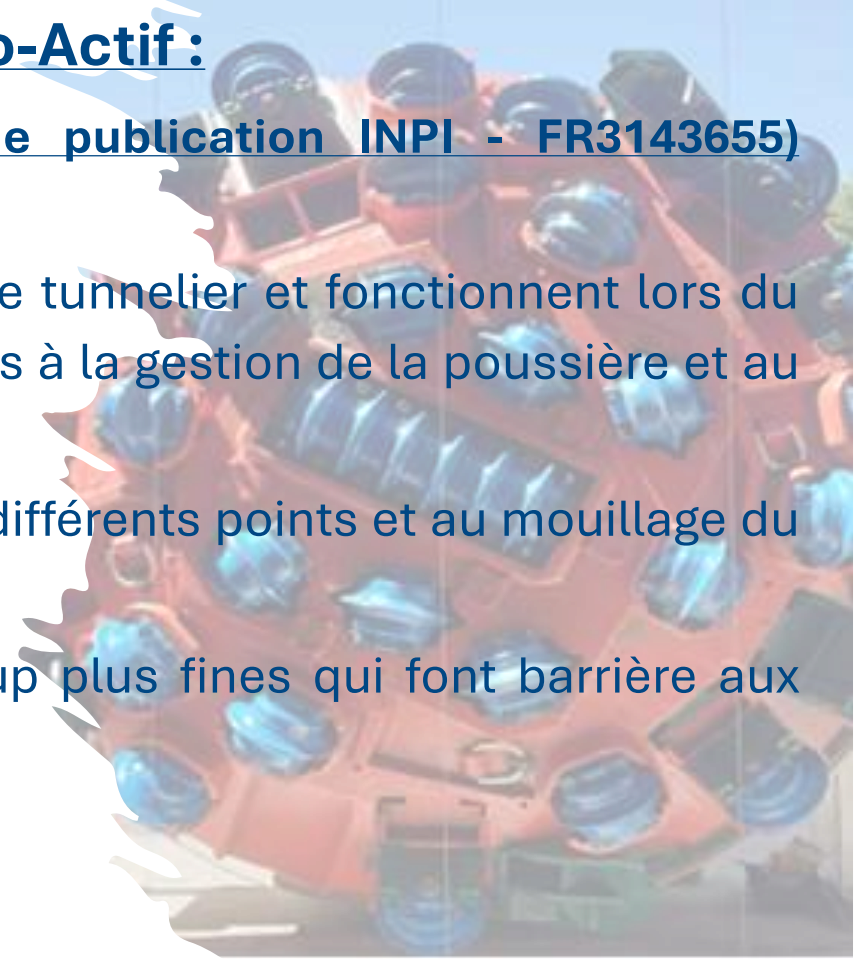 o-Actif :
e publication INPI - FR3143655)
e tunnelier et fonctionnent lors du
s à la gestion de la poussière et au
différents points et au mouillage du
up plus fines qui font barrière aux